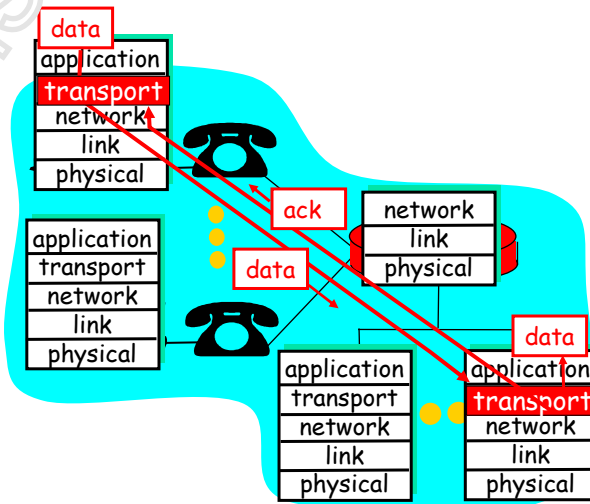 data
application
transport
network
link
physical
ack
network
link
physical
application
transport
network
link
physical
data
data
application
transport
network
link
physical
application
transport
network
link
physical